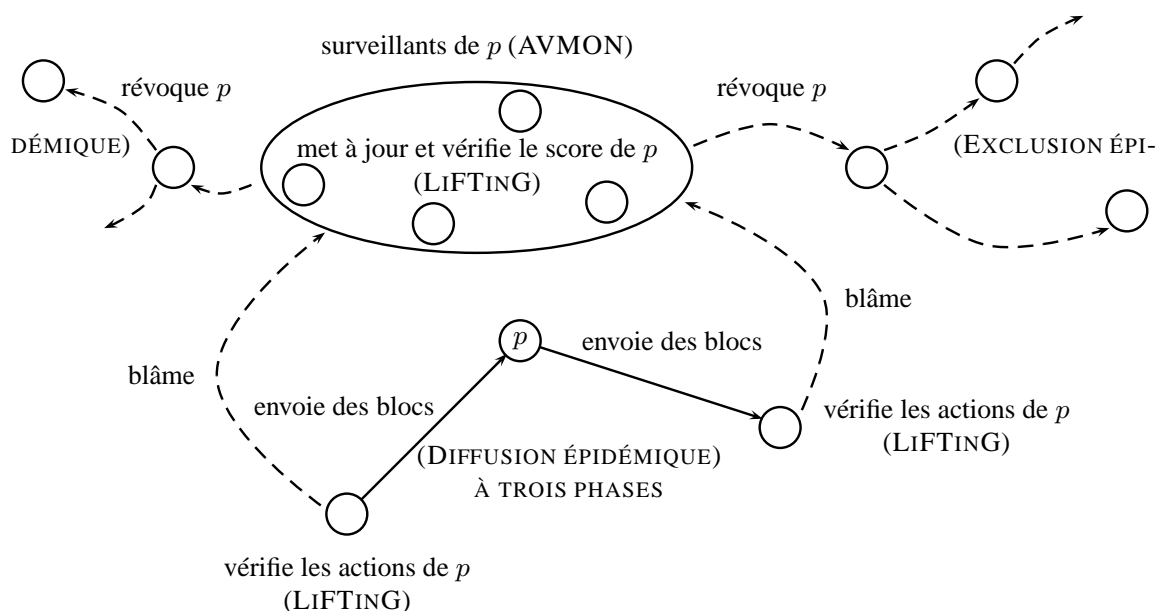 surveillants de p (AVMON)
révoque p
révoque p
DÉMIQUE)
met à jour et vérifie le score de p
(LIFTING)
(EXCLUSION ÉPI-
blâme
p
envoie des blocs
blâme
envoie des blocs
vérifie les actions de p
(LIFTING)
(DIFFUSION ÉPIDÉMIQUE)
À TROIS PHASES
vérifie les actions de p
(LIFTING)